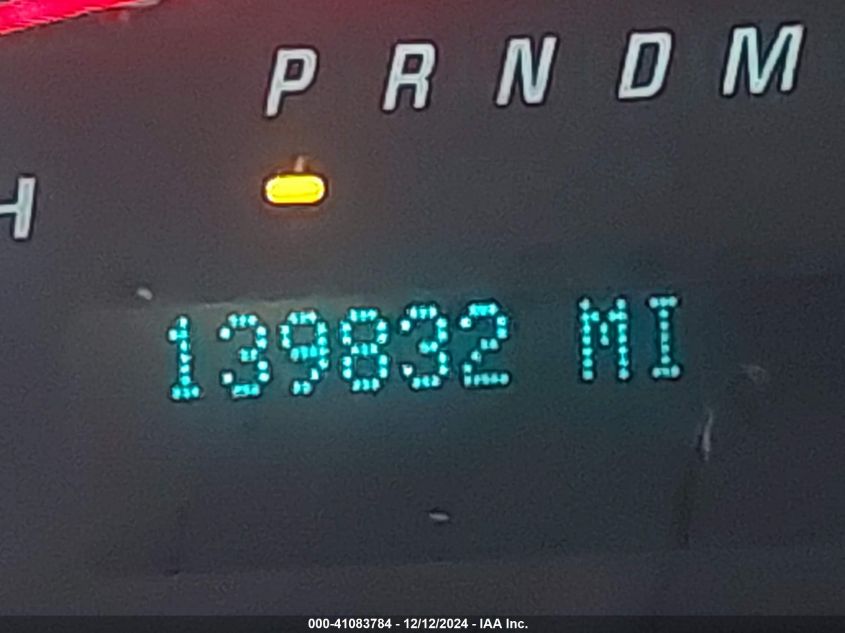 P R N D M
H
139832 MI
000-41083784 - 12/12/2024 - IAA Inc.